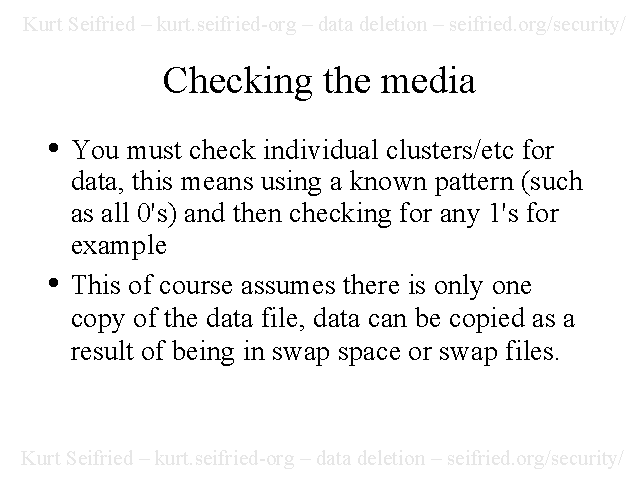 Kurt Seifried – kurt.seifried-org – data deletion – seifried.org/security/
Checking the media
• You must check individual clusters/etc for
data, this means using a known pattern (such
as all 0's) and then checking for any 1's for
example
• This of course assumes there is only one
copy of the data file, data can be copied as a
result of being in swap space or swap files.
Kurt Seifried – kurt.seifried-org – data deletion – seifried.org/security/